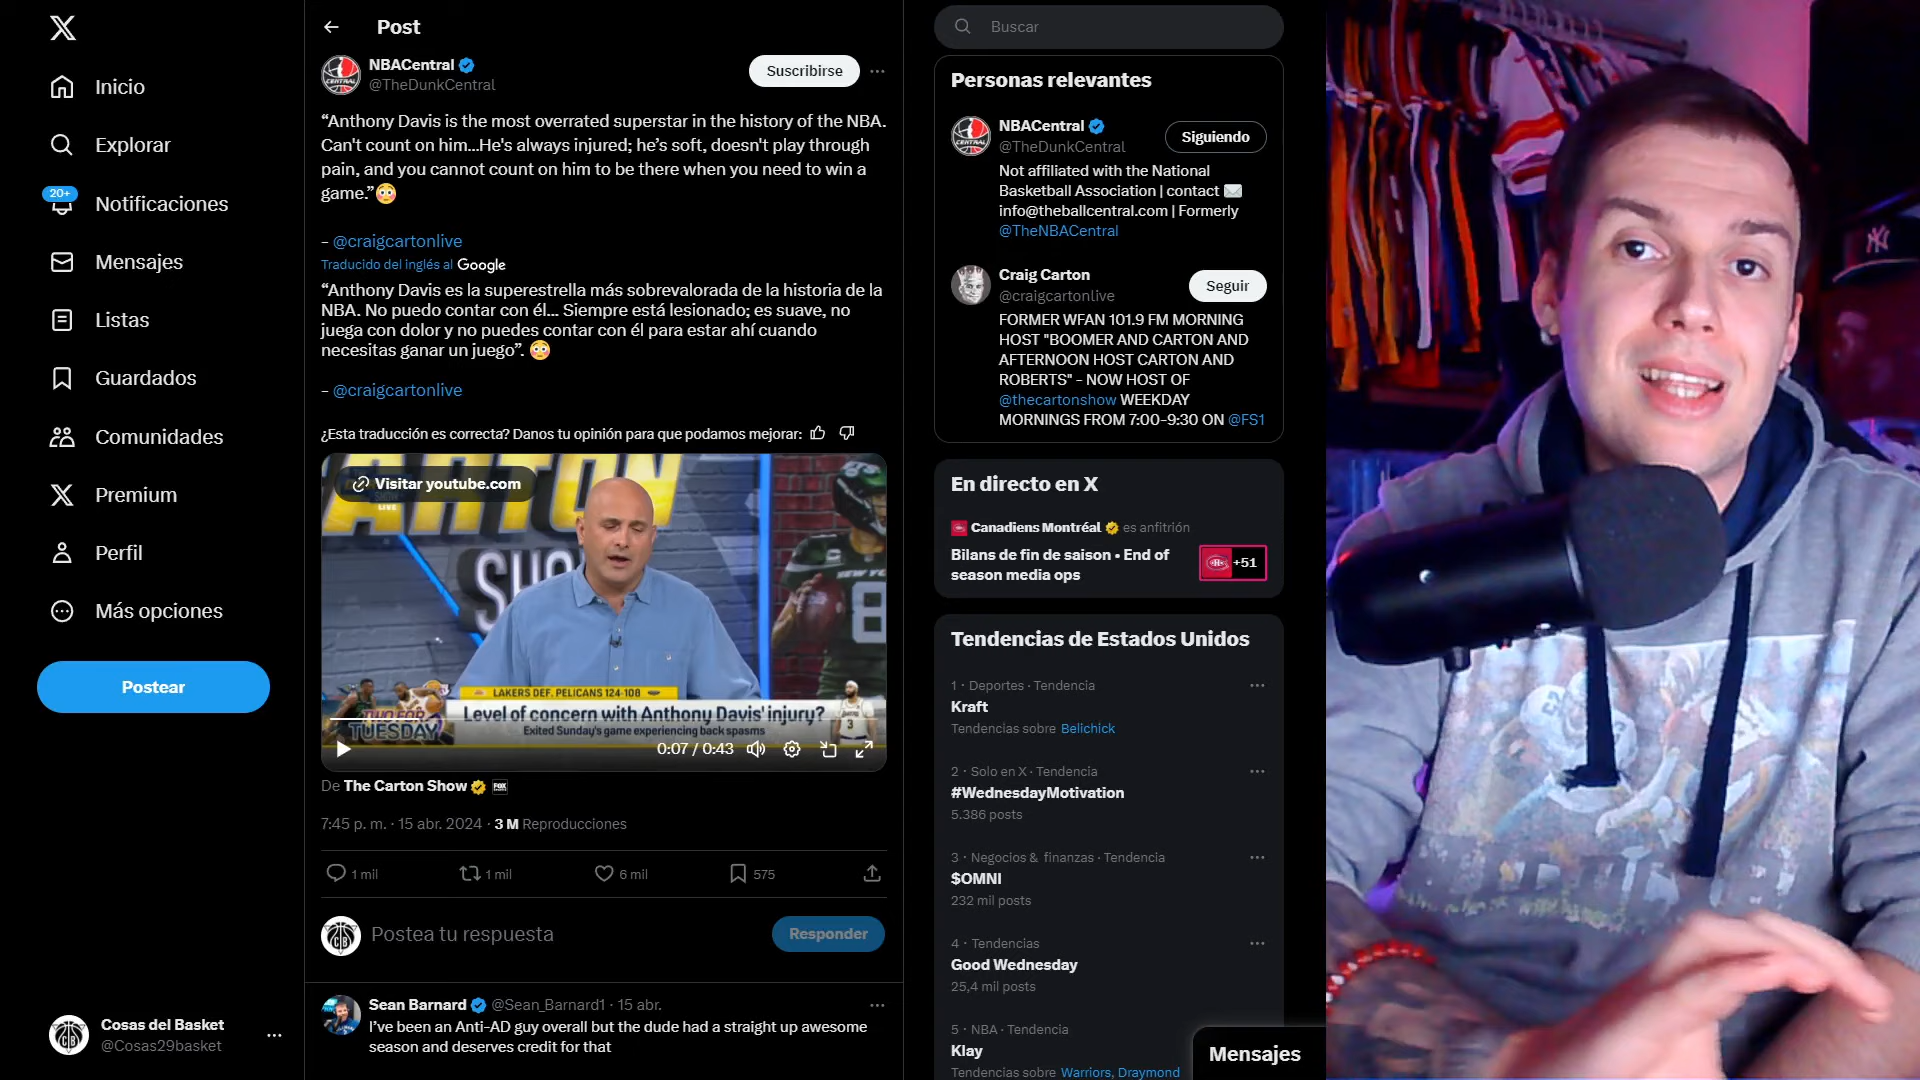 Inicio
Explorar
20+
Notificaciones
Mensajes
Listas
Guardados
Comunidades
Premium
Perfil
Más opciones
Postear
Cosas del Basket
@Cosas29basket
Post
NBACentral
@TheDunkCentral
Suscribirse
“Anthony Davis is the most overrated superstar in the history of the NBA.
Can't count on him...He's always injured; he’s soft, doesn't play through
pain, and you cannot count on him to be there when you need to win a
game.”😳
– @craigcartonlive
Traducido del inglés al Google
“Anthony Davis es la superestrella más sobrevalorada de la historia de la
NBA. No puedo contar con él... Siempre está lesionado; es suave, no
juega con dolor y no puedes contar con él para estar ahí cuando
necesitas ganar un juego”. 😳
– @craigcartonlive
¿Esta traducción es correcta? Danos tu opinión para que podamos mejorar:
Visitar youtube.com
LIVE
LAKERS DEF. PELICANS 124-108
TWO FOR
TUESDAY
Level of concern with Anthony Davis' injury?
Exited Sunday's game experiencing back spasms
0:07 / 0:43
De The Carton Show FOX
7:45 p. m. · 15 abr. 2024 · 3 M Reproducciones
1 mil
1 mil
6 mil
575
Postea tu respuesta
Responder
Sean Barnard @Sean_Barnard1 · 15 abr.
I’ve been an Anti-AD guy overall but the dude had a straight up awesome
season and deserves credit for that
Buscar
Personas relevantes
NBACentral
@TheDunkCentral
Siguiendo
Not affiliated with the National
Basketball Association | contact ✉️
info@theballcentral.com | Formerly
@TheNBACentral
Craig Carton
@craigcartonlive
Seguir
FORMER WFAN 101.9 FM MORNING
HOST "BOOMER AND CARTON AND
AFTERNOON HOST CARTON AND
ROBERTS" - NOW HOST OF
@thecartonshow WEEKDAY
MORNINGS FROM 7:00-9:30 ON @FS1
En directo en X
Canadiens Montréal es anfitrión
Bilans de fin de saison • End of
season media ops
+51
Tendencias de Estados Unidos
1 · Deportes · Tendencia
Kraft
Tendencias sobre Belichick
2 · Solo en X · Tendencia
#WednesdayMotivation
5.386 posts
3 · Negocios & finanzas · Tendencia
$OMNI
232 mil posts
4 · Tendencias
Good Wednesday
25,4 mil posts
5 · NBA · Tendencia
Klay
Tendencias sobre Warriors, Draymond
Mensajes